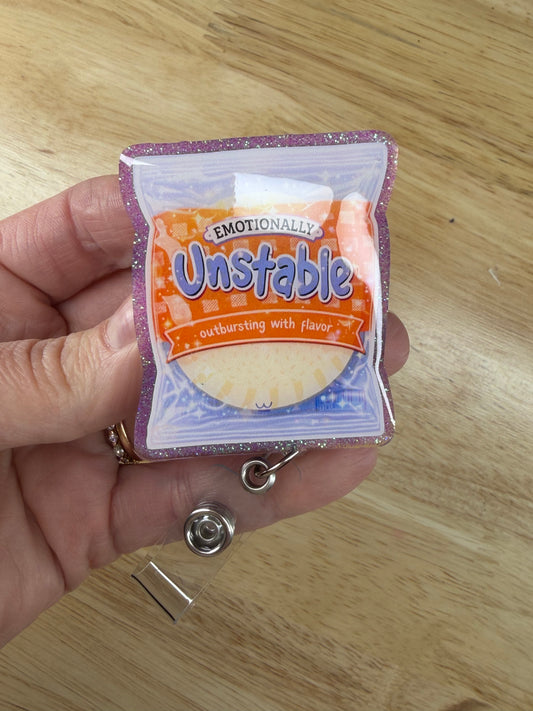 EMOTIONALLY
Unstable
outbursting with flavor